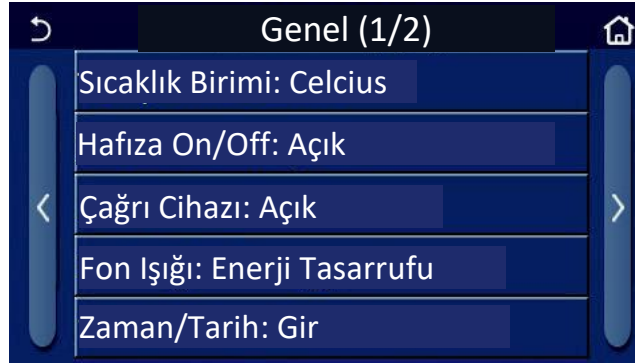 Genel (1/2)
Sıcaklık Birimi: Celcius
Hafıza On/Off: Açık
Çağrı Cihazı: Açık
Fon Işığı: Enerji Tasarrufu
Zaman/Tarih: Gir